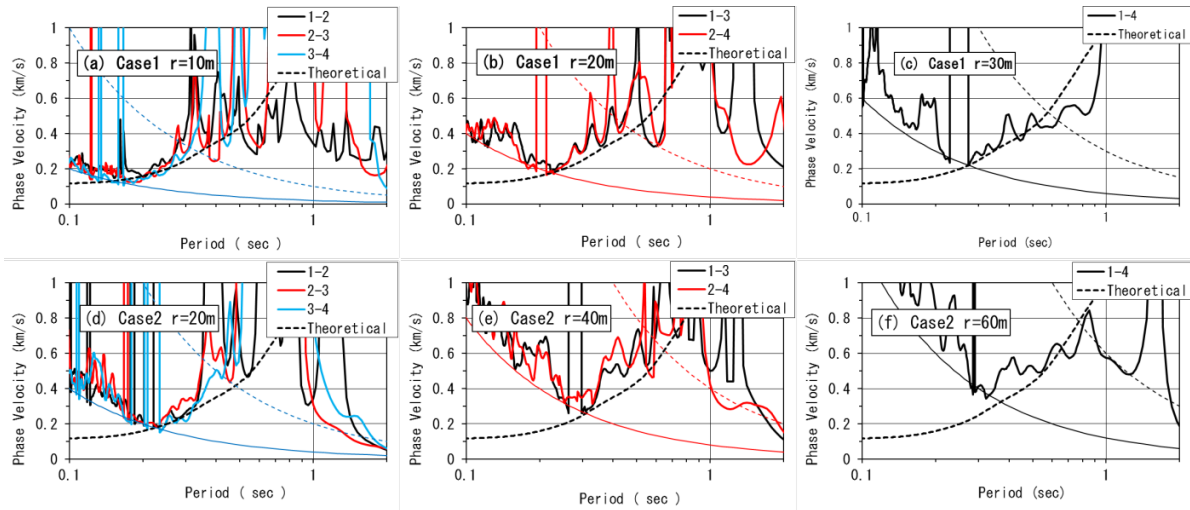 1-2
2-3
3-4
Theoretical
(a) Case1 r=10m
Phase Velocity (km/s)
1
0.8
0.6
0.4
0.2
0
0.1
1
Period ( sec )
1-3
2-4
Theoretical
(b) Case1 r=20m
Phase Velocity (km/s)
1
0.8
0.6
0.4
0.2
0
0.1
1
Period ( sec )
1-4
Theoretical
(c) Case1 r=30m
Phase Velocity (km/s)
1
0.8
0.6
0.4
0.2
0
0.1
1
Period (sec)
1-2
2-3
3-4
Theoretical
(d) Case2 r=20m
Phase Velocity (km/s)
1
0.8
0.6
0.4
0.2
0
0.1
1
Period ( sec )
1-3
2-4
Theoretical
(e) Case2 r=40m
Phase Velocity (km/s)
1
0.8
0.6
0.4
0.2
0
0.1
1
Period ( sec )
1-4
Theoretical
(f) Case2 r=60m
Phase Velocity (km/s)
1
0.8
0.6
0.4
0.2
0
0.1
1
Period (sec)